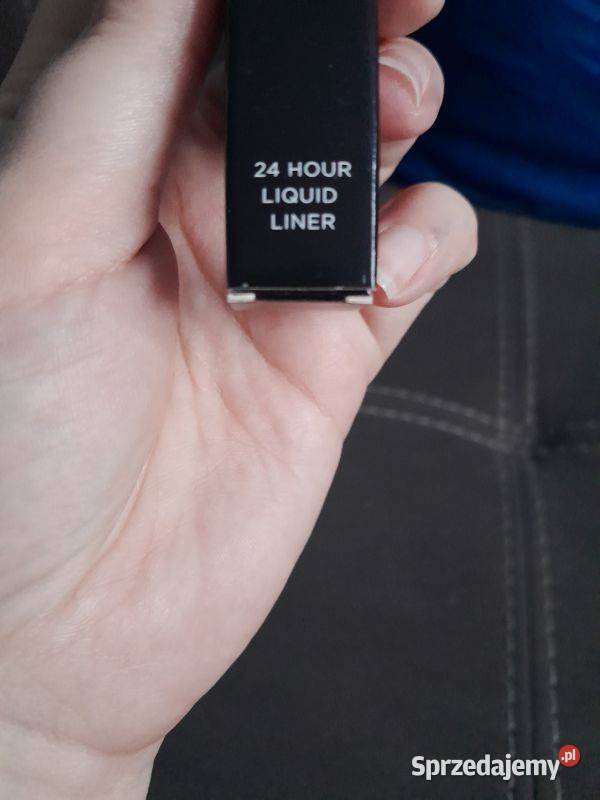 24 HOUR
LIQUID
LINER
Sprzedajemy.pl